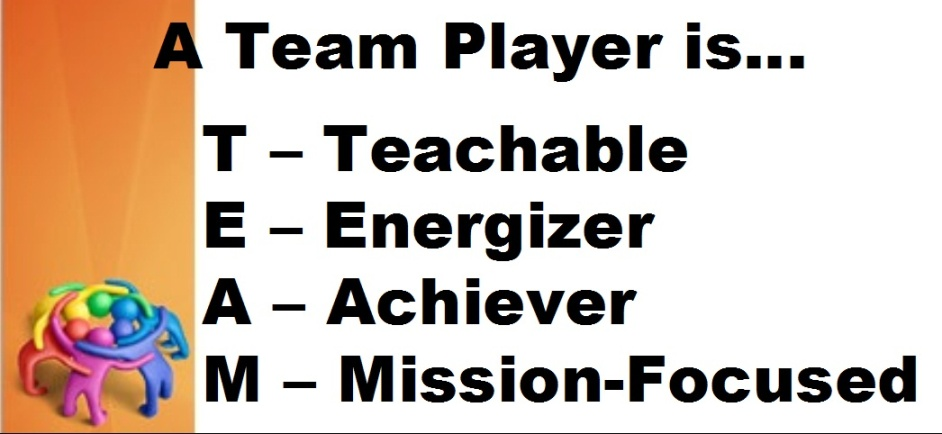 A Team Player is...
T – Teachable
E – Energizer
A – Achiever
M – Mission-Focused